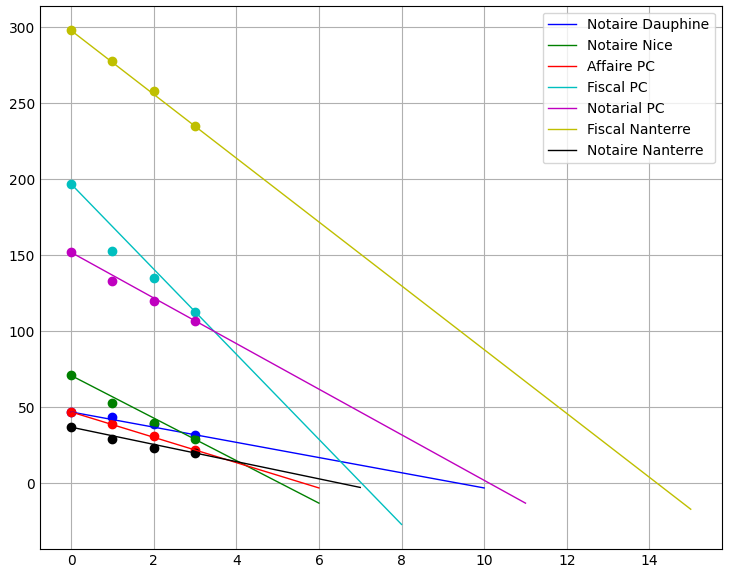 300
250
200
150
100
50
0
0 2 4 6 8 10 12 14
Notaire Dauphine
Notaire Nice
Affaire PC
Fiscal PC
Notarial PC
Fiscal Nanterre
Notaire Nanterre